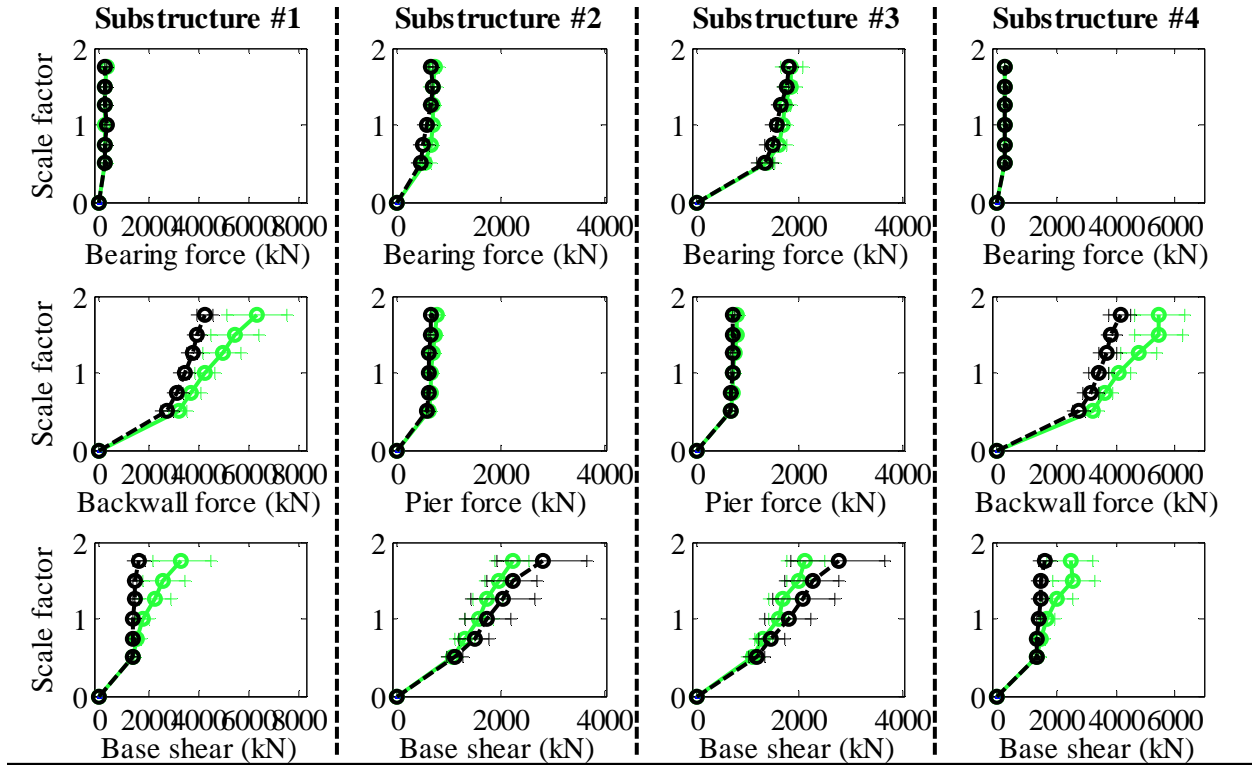 Substructure #1 Substructure #2 Substructure #3 Substructure #4
2 2 2 2
Scale factor
1 1 1 1
0 0 0 0
0 2000 4000 6000 8000 0 2000 4000 0 2000 4000 0 2000 4000 6000
Bearing force (kN) Bearing force (kN) Bearing force (kN) Bearing force (kN)
2 2 2 2
Scale factor
1 1 1 1
0 0 0 0
0 2000 4000 6000 8000 0 2000 4000 0 2000 4000 0 2000 4000 6000
Backwall force (kN) Pier force (kN) Pier force (kN) Backwall force (kN)
2 2 2 2
Scale factor
1 1 1 1
0 0 0 0
0 2000 4000 6000 8000 0 2000 4000 0 2000 4000 0 2000 4000 6000
Base shear (kN) Base shear (kN) Base shear (kN) Base shear (kN)